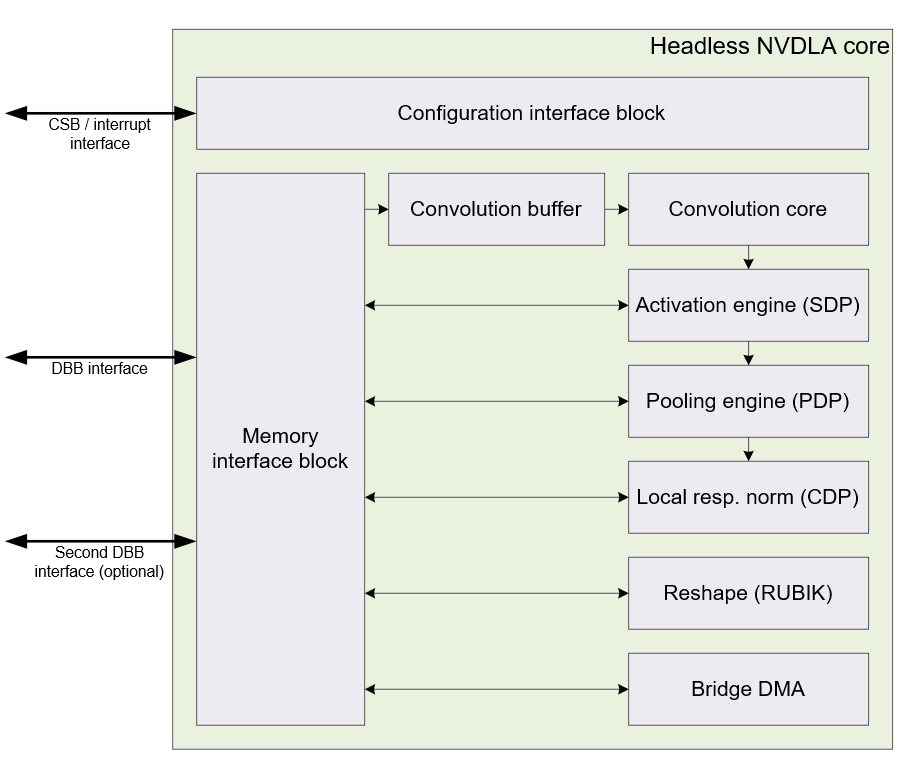 Headless NVDLA core
Configuration interface block
CSB / interrupt
interface
Convolution buffer
Convolution core
Activation engine (SDP)
DBB interface
Pooling engine (PDP)
Memory
interface block
Local resp. norm (CDP)
Second DBB
interface (optional)
Reshape (RUBIK)
Bridge DMA